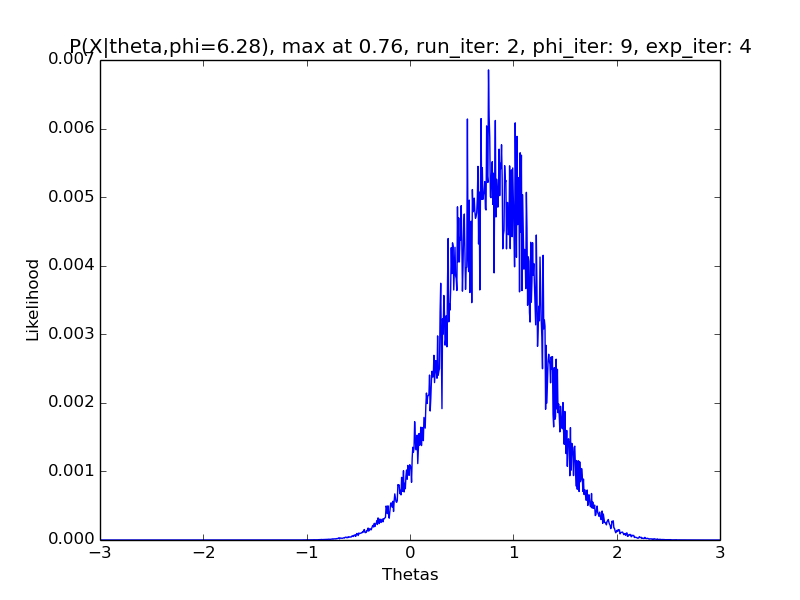 P(X|theta,phi=6.28), max at 0.76, run_iter: 2, phi_iter: 9, exp_iter: 4
0.007
0.006
0.005
0.004
0.003
0.002
0.001
0.000
Likelihood
−3 −2 −1 0 1 2 3
Thetas